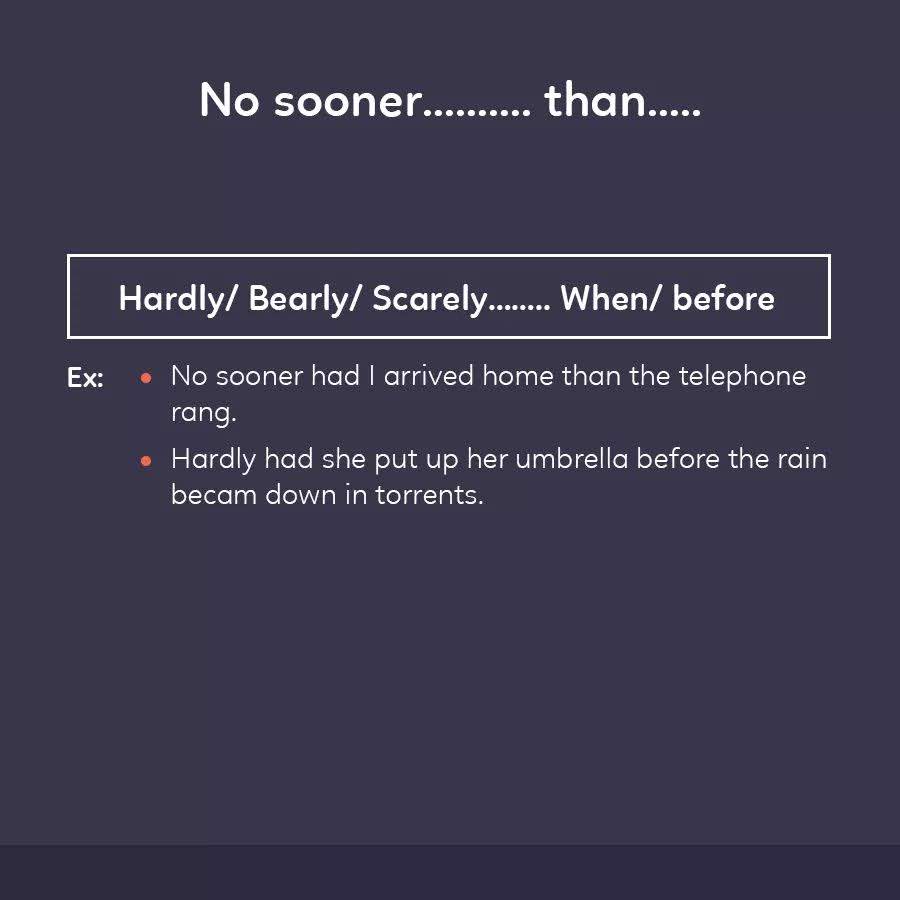 No sooner.......... than.....
Hardly/ Bearly/ Scarely........ When/ before
Ex:
• No sooner had I arrived home than the telephone
rang.
• Hardly had she put up her umbrella before the rain
becam down in torrents.